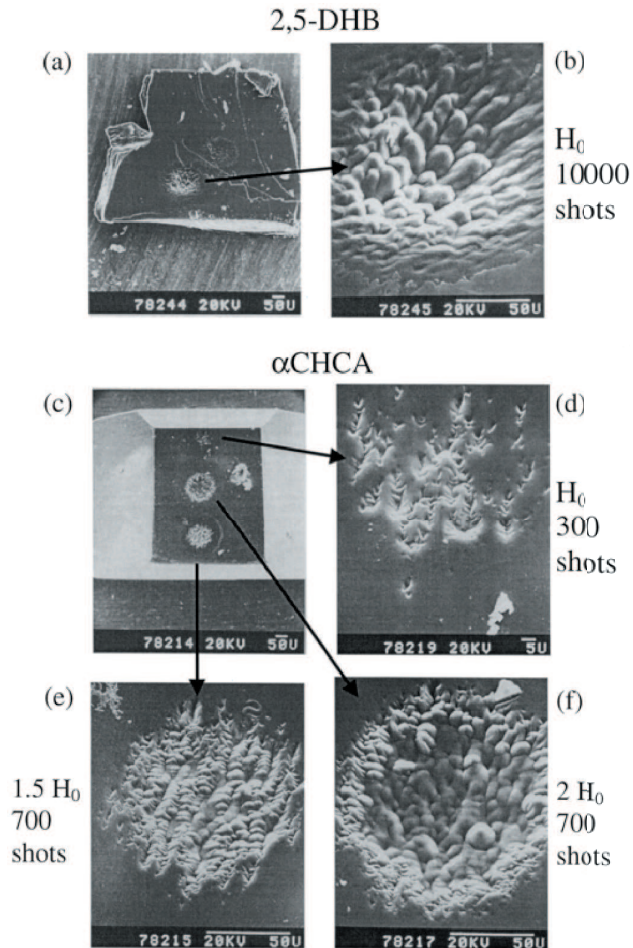 2,5-DHB
(a)
(b)
78244 20KV 50U
78245 20KV 50U
H₀
10000
shots
αCHCA
(c)
(d)
78214 20KV 50U
78219 20KV 5U
H₀
300
shots
(e)
(f)
1.5 H₀
700
shots
78215 20KV 50U
78217 20KV 50U
2 H₀
700
shots